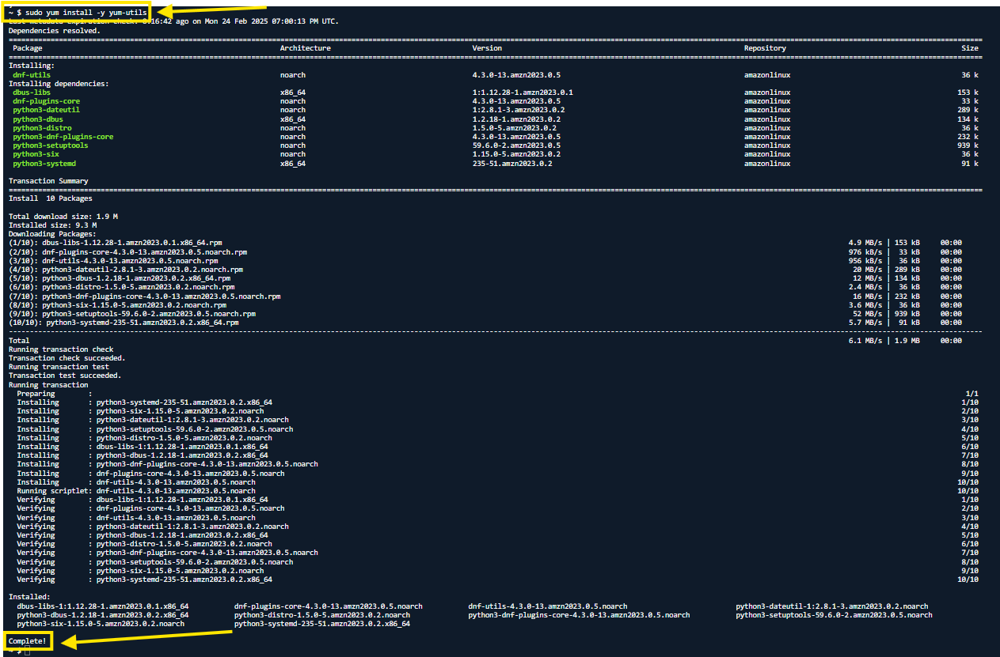 ~ $ sudo yum install -y yum-utils
Last metadata expiration check: 0:16:42 ago on Mon 24 Feb 2025 07:00:13 PM UTC.
Dependencies resolved.
Package Architecture Version Repository Size
Installing:
dnf-utils noarch 4.3.0-13.amzn2023.0.5 amazonlinux 36 k
Installing dependencies:
dbus-libs x86_64 1:1.12.28-1.amzn2023.0.1 amazonlinux 153 k
dnf-plugins-core noarch 4.3.0-13.amzn2023.0.5 amazonlinux 33 k
python3-dateutil noarch 1:2.8.1-3.amzn2023.0.2 amazonlinux 289 k
python3-dbus x86_64 1.2.18-1.amzn2023.0.2 amazonlinux 134 k
python3-distro noarch 1.5.0-5.amzn2023.0.2 amazonlinux 36 k
python3-dnf-plugins-core noarch 4.3.0-13.amzn2023.0.5 amazonlinux 232 k
python3-setuptools noarch 59.6.0-2.amzn2023.0.5 amazonlinux 939 k
python3-six noarch 1.15.0-5.amzn2023.0.2 amazonlinux 36 k
python3-systemd x86_64 235-51.amzn2023.0.2 amazonlinux 91 k
Transaction Summary
Install 10 Packages
Total download size: 1.9 M
Installed size: 9.3 M
Downloading Packages:
(1/10): dbus-libs-1.12.28-1.amzn2023.0.1.x86_64.rpm 4.9 MB/s | 153 kB 00:00
(2/10): dnf-plugins-core-4.3.0-13.amzn2023.0.5.noarch.rpm 976 kB/s | 33 kB 00:00
(3/10): dnf-utils-4.3.0-13.amzn2023.0.5.noarch.rpm 956 kB/s | 36 kB 00:00
(4/10): python3-dateutil-2.8.1-3.amzn2023.0.2.noarch.rpm 20 MB/s | 289 kB 00:00
(5/10): python3-dbus-1.2.18-1.amzn2023.0.2.x86_64.rpm 12 MB/s | 134 kB 00:00
(6/10): python3-distro-1.5.0-5.amzn2023.0.2.noarch.rpm 2.4 MB/s | 36 kB 00:00
(7/10): python3-dnf-plugins-core-4.3.0-13.amzn2023.0.5.noarch.rpm 16 MB/s | 232 kB 00:00
(8/10): python3-six-1.15.0-5.amzn2023.0.2.noarch.rpm 3.6 MB/s | 36 kB 00:00
(9/10): python3-setuptools-59.6.0-2.amzn2023.0.5.noarch.rpm 52 MB/s | 939 kB 00:00
(10/10): python3-systemd-235-51.amzn2023.0.2.x86_64.rpm 5.7 MB/s | 91 kB 00:00
Total 6.1 MB/s | 1.9 MB 00:00
Running transaction check
Transaction check succeeded.
Running transaction test
Transaction test succeeded.
Running transaction
Preparing : 1/1
Installing : python3-systemd-235-51.amzn2023.0.2.x86_64 1/10
Installing : python3-six-1.15.0-5.amzn2023.0.2.noarch 2/10
Installing : python3-dateutil-1:2.8.1-3.amzn2023.0.2.noarch 3/10
Installing : python3-setuptools-59.6.0-2.amzn2023.0.5.noarch 4/10
Installing : python3-distro-1.5.0-5.amzn2023.0.2.noarch 5/10
Installing : dbus-libs-1:1.12.28-1.amzn2023.0.1.x86_64 6/10
Installing : python3-dbus-1.2.18-1.amzn2023.0.2.x86_64 7/10
Installing : python3-dnf-plugins-core-4.3.0-13.amzn2023.0.5.noarch 8/10
Installing : dnf-plugins-core-4.3.0-13.amzn2023.0.5.noarch 9/10
Installing : dnf-utils-4.3.0-13.amzn2023.0.5.noarch 10/10
Running scriptlet: dnf-utils-4.3.0-13.amzn2023.0.5.noarch 10/10
Verifying : dbus-libs-1:1.12.28-1.amzn2023.0.1.x86_64 1/10
Verifying : dnf-plugins-core-4.3.0-13.amzn2023.0.5.noarch 2/10
Verifying : dnf-utils-4.3.0-13.amzn2023.0.5.noarch 3/10
Verifying : python3-dateutil-1:2.8.1-3.amzn2023.0.2.noarch 4/10
Verifying : python3-dbus-1.2.18-1.amzn2023.0.2.x86_64 5/10
Verifying : python3-distro-1.5.0-5.amzn2023.0.2.noarch 6/10
Verifying : python3-dnf-plugins-core-4.3.0-13.amzn2023.0.5.noarch 7/10
Verifying : python3-setuptools-59.6.0-2.amzn2023.0.5.noarch 8/10
Verifying : python3-six-1.15.0-5.amzn2023.0.2.noarch 9/10
Verifying : python3-systemd-235-51.amzn2023.0.2.x86_64 10/10
Installed:
dbus-libs-1:1.12.28-1.amzn2023.0.1.x86_64 dnf-plugins-core-4.3.0-13.amzn2023.0.5.noarch dnf-utils-4.3.0-13.amzn2023.0.5.noarch python3-dateutil-1:2.8.1-3.amzn2023.0.2.noarch
python3-dbus-1.2.18-1.amzn2023.0.2.x86_64 python3-distro-1.5.0-5.amzn2023.0.2.noarch python3-dnf-plugins-core-4.3.0-13.amzn2023.0.5.noarch python3-setuptools-59.6.0-2.amzn2023.0.5.noarch
python3-six-1.15.0-5.amzn2023.0.2.noarch python3-systemd-235-51.amzn2023.0.2.x86_64
Complete!
~ $